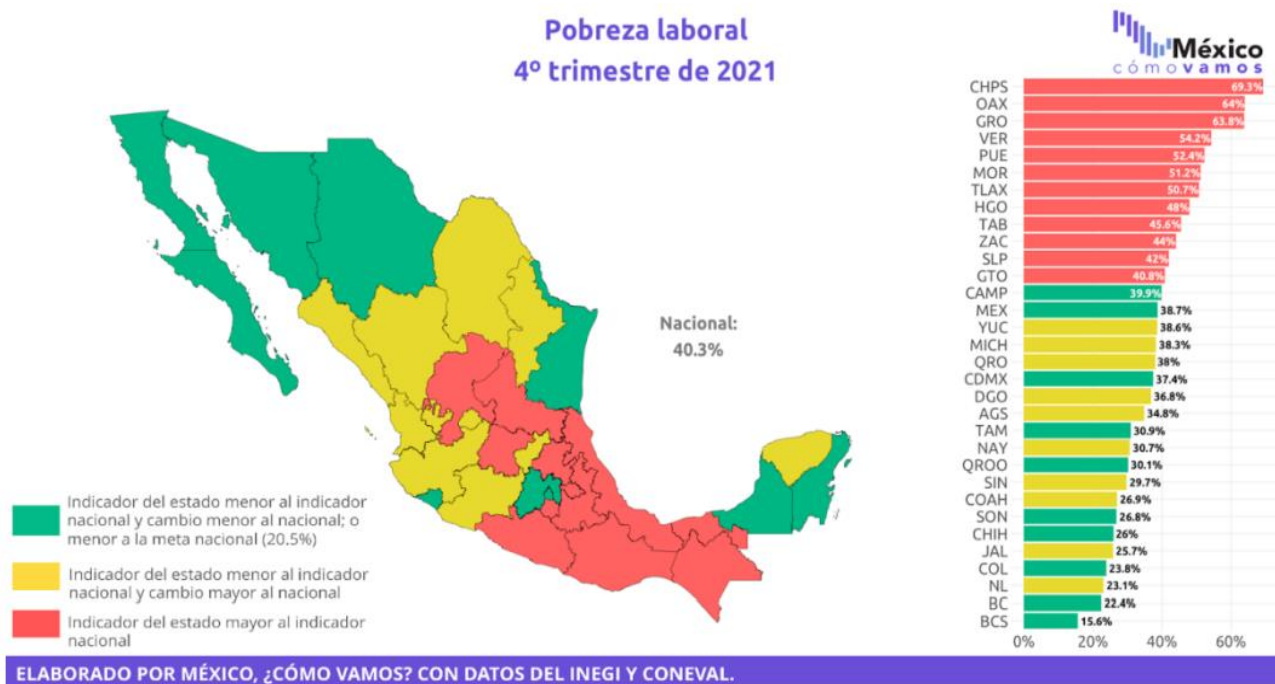 Pobreza laboral
4º trimestre de 2021
México
cómovamos
Nacional:
40.3%
Indicador del estado menor al indicador
nacional y cambio menor al nacional; o
menor a la meta nacional (20.5%)
Indicador del estado menor al indicador
nacional y cambio mayor al nacional
Indicador del estado mayor al indicador
nacional
CHPS 69.3%
OAX 64%
GRO 63.8%
VER 54.2%
PUE 52.4%
MOR 51.2%
TLAX 50.7%
HGO 48%
TAB 45.6%
ZAC 44%
SLP 42%
GTO 40.8%
CAMP 39.9%
MEX 38.7%
YUC 38.6%
MICH 38.3%
QRO 38%
CDMX 37.4%
DGO 36.8%
AGS 34.8%
TAM 30.9%
NAY 30.7%
QROO 30.1%
SIN 29.7%
COAH 26.9%
SON 26.8%
CHIH 26%
JAL 25.7%
COL 23.8%
NL 23.1%
BC 22.4%
BCS 15.6%
0% 20% 40% 60%
ELABORADO POR MÉXICO, ¿CÓMO VAMOS? CON DATOS DEL INEGI Y CONEVAL.